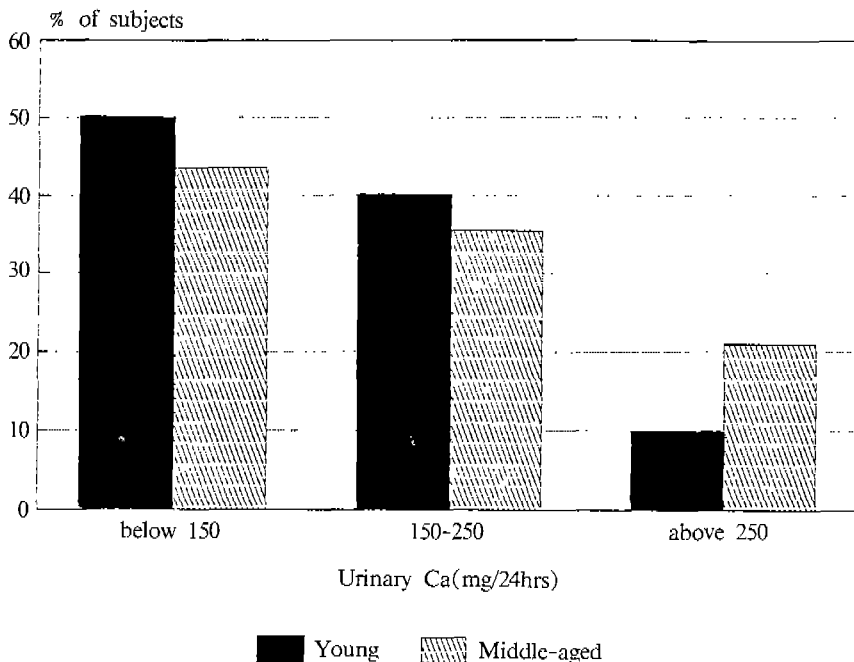 % of subjects
60
50
40
30
20
10
0
below 150 150-250 above 250
Urinary Ca(mg/24hrs)
Young Middle-aged